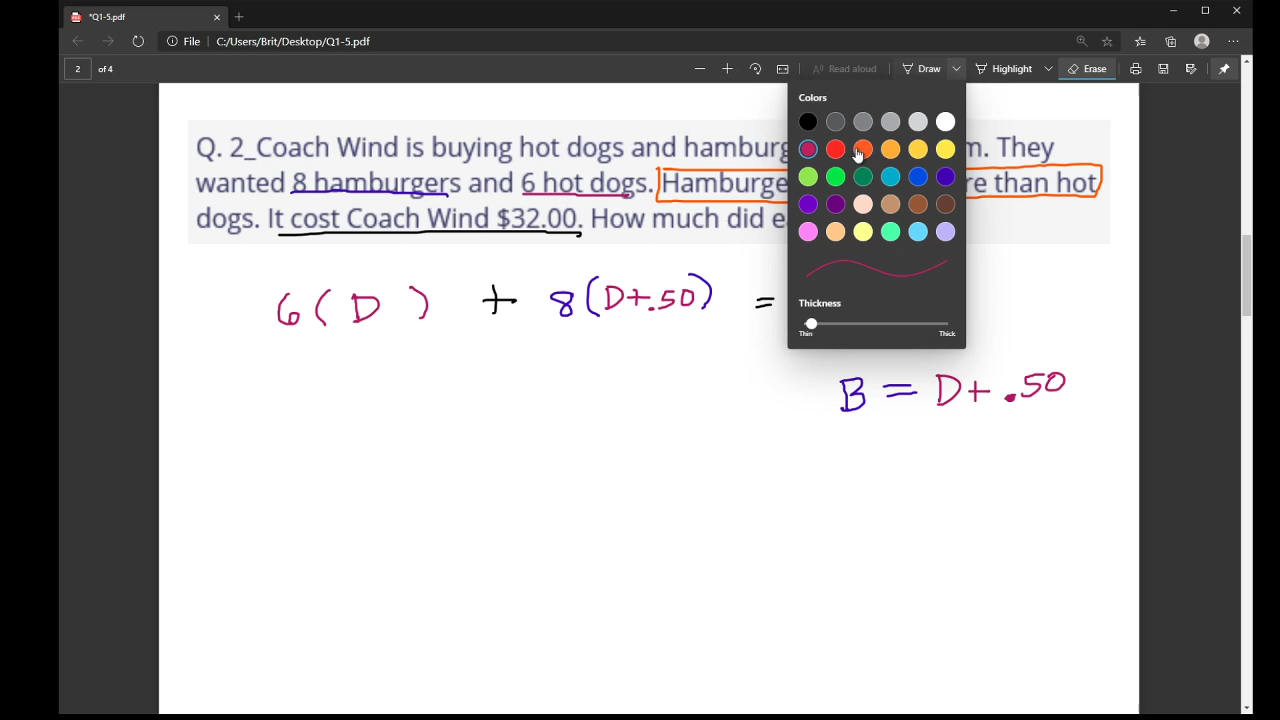 *Q1-5.pdf
File C:/Users/Brit/Desktop/Q1-5.pdf
2 of 4 Read aloud Draw Highlight Erase
Colors
Thickness
Thin Thick
Q. 2_Coach Wind is buying hot dogs and hamburg m. They
wanted 8 hamburgers and 6 hot dogs. Hamburge re than hot
dogs. It cost Coach Wind $32.00. How much did e
6 ( D ) + 8 (D+.50) =
B = D + .50